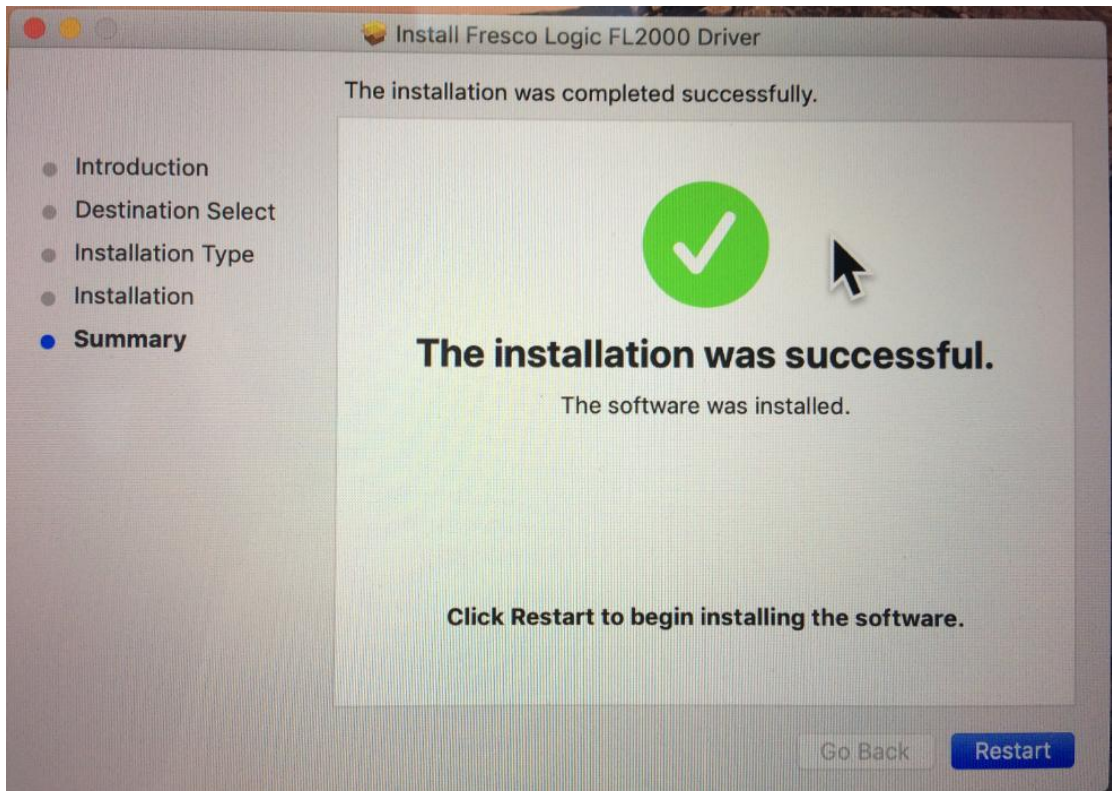 Install Fresco Logic FL2000 Driver
The installation was completed successfully.
Introduction
Destination Select
Installation Type
Installation
Summary
The installation was successful.
The software was installed.
Click Restart to begin installing the software.
Go Back
Restart